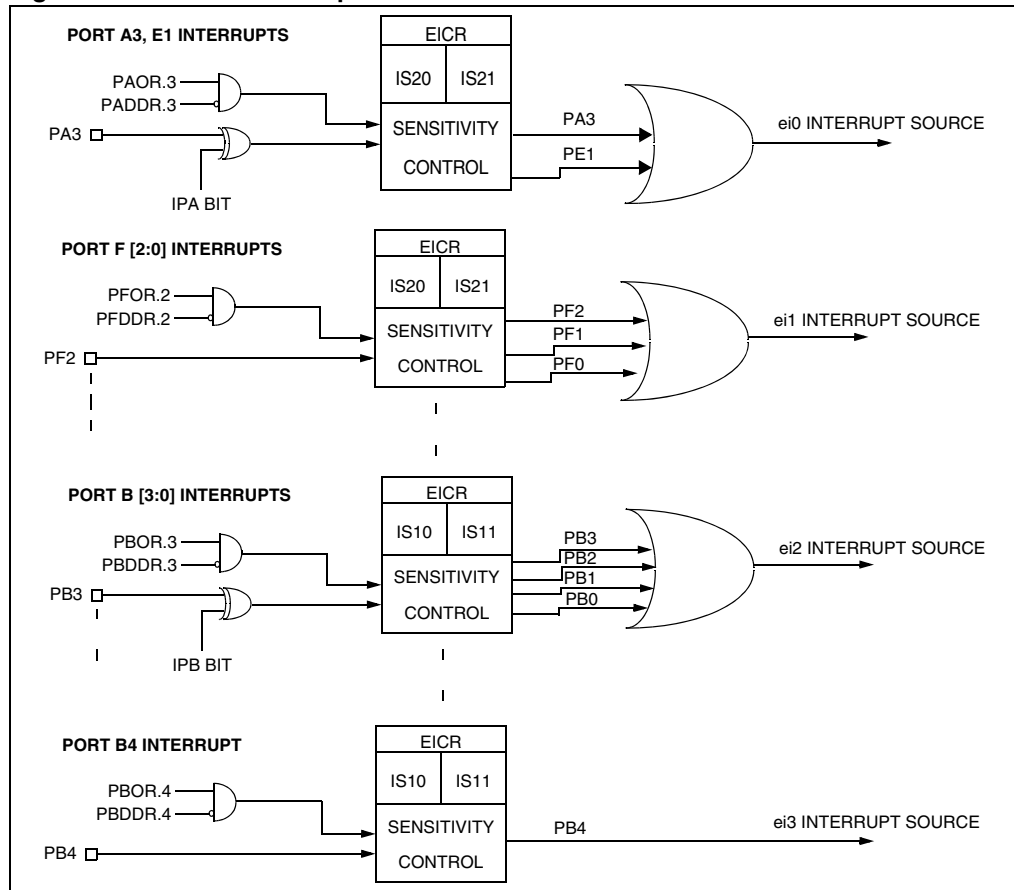 PORT A3, E1 INTERRUPTS
EICR
IS20 IS21
PAOR.3
PADDR.3
PA3
IPA BIT
SENSITIVITY
CONTROL
PA3
PE1
ei0 INTERRUPT SOURCE
PORT F [2:0] INTERRUPTS
EICR
IS20 IS21
PFOR.2
PFDDR.2
PF2
SENSITIVITY
CONTROL
PF2
PF1
PF0
ei1 INTERRUPT SOURCE
PORT B [3:0] INTERRUPTS
EICR
IS10 IS11
PBOR.3
PBDDR.3
PB3
IPB BIT
SENSITIVITY
CONTROL
PB3
PB2
PB1
PB0
ei2 INTERRUPT SOURCE
PORT B4 INTERRUPT
EICR
IS10 IS11
PBOR.4
PBDDR.4
PB4
SENSITIVITY
CONTROL
PB4
ei3 INTERRUPT SOURCE